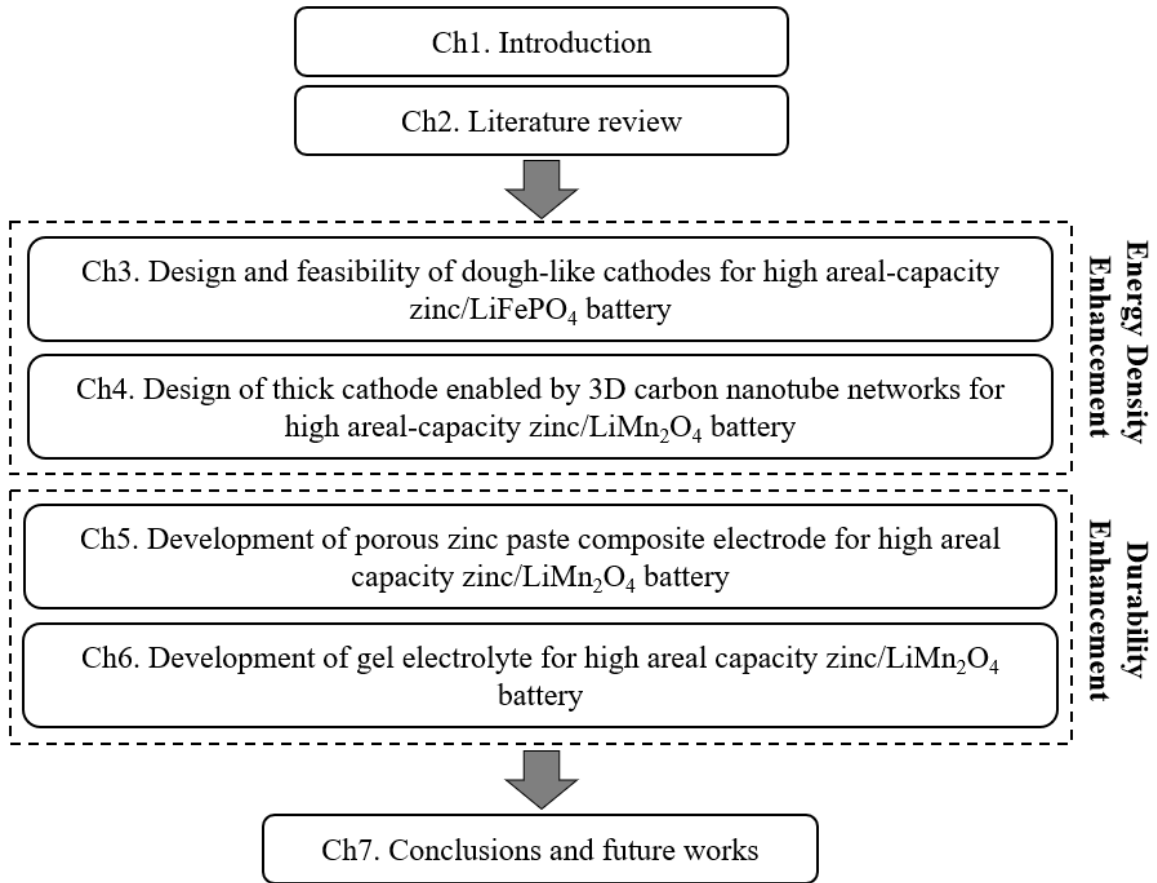 Ch1. Introduction
Ch2. Literature review
Ch3. Design and feasibility of dough-like cathodes for high areal-capacity
zinc/LiFePO₄ battery
Ch4. Design of thick cathode enabled by 3D carbon nanotube networks for
high areal-capacity zinc/LiMn₂O₄ battery
Energy Density
Enhancement
Ch5. Development of porous zinc paste composite electrode for high areal
capacity zinc/LiMn₂O₄ battery
Ch6. Development of gel electrolyte for high areal capacity zinc/LiMn₂O₄
battery
Durability
Enhancement
Ch7. Conclusions and future works